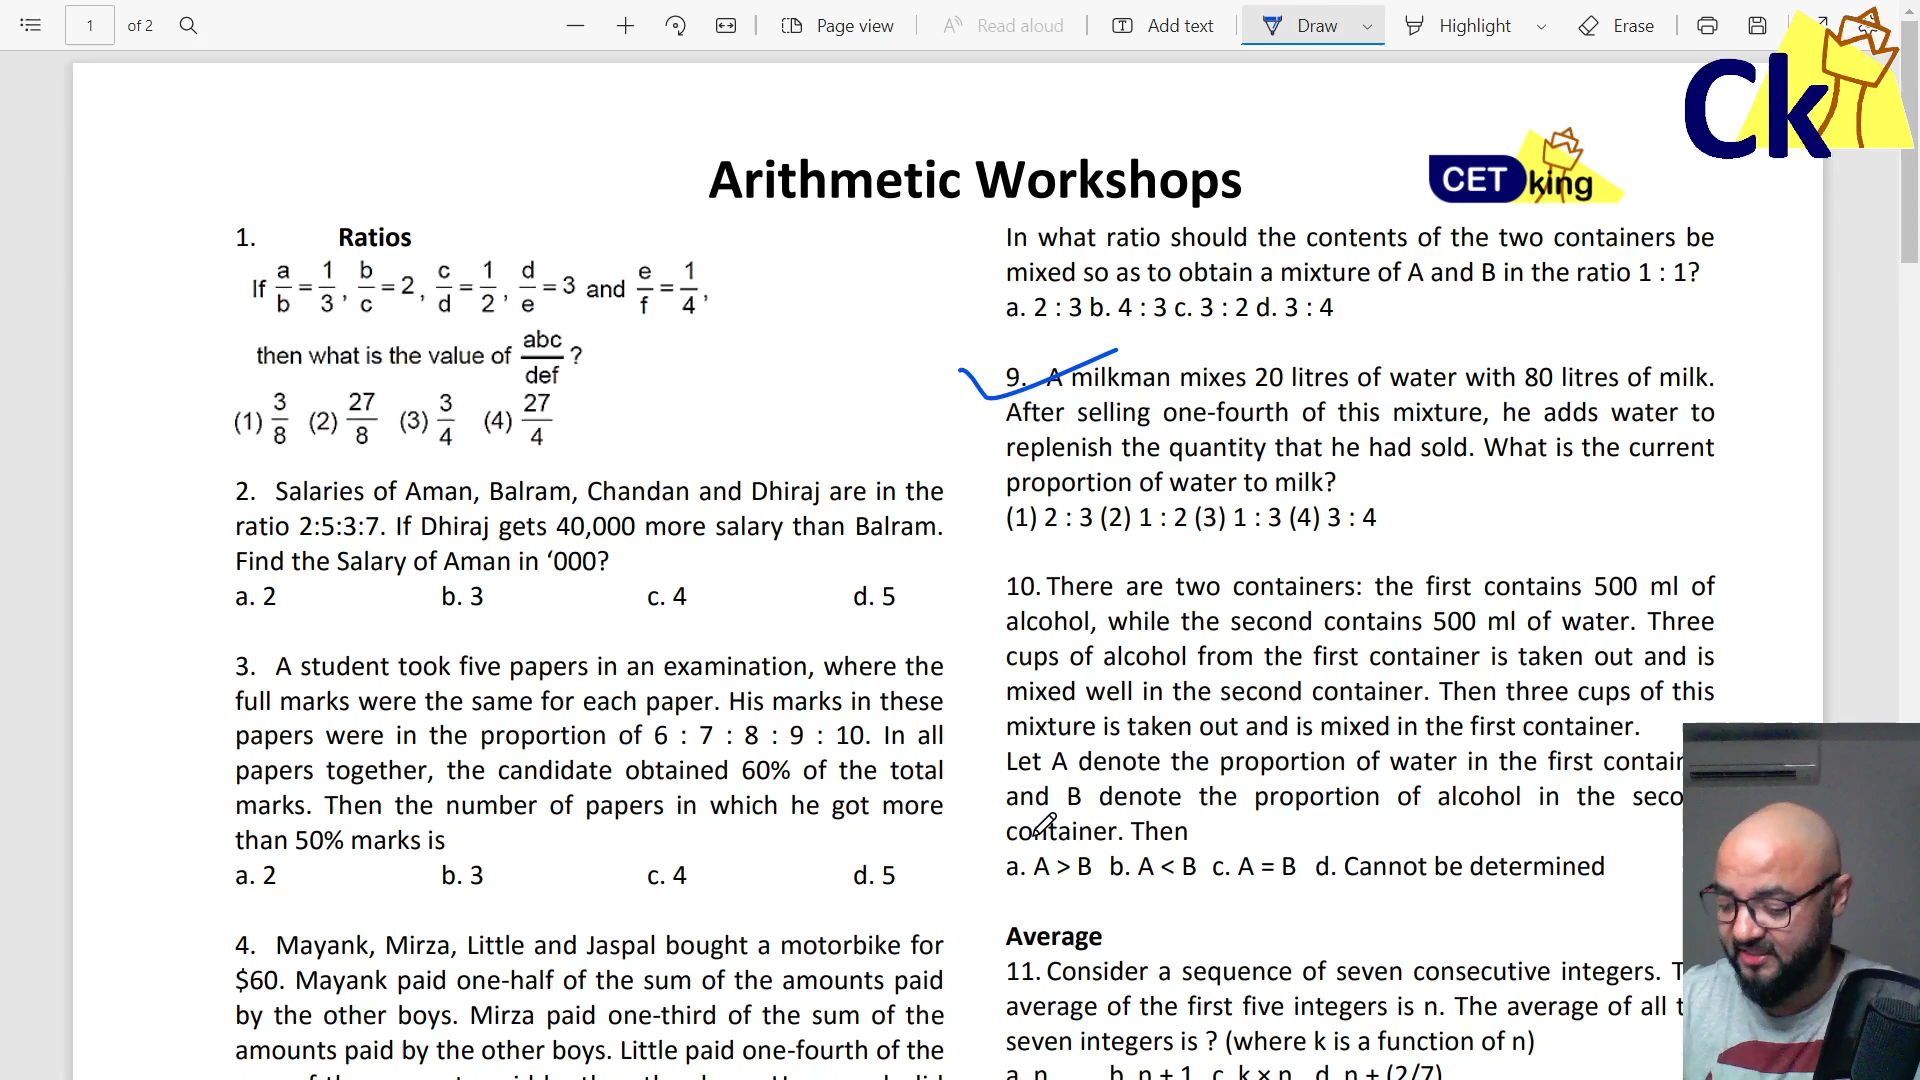 1
of 2
Page view
Read aloud
Add text
Draw
Highlight
Erase
Ck
Arithmetic Workshops
CET king
1. Ratios
If a/b = 1/3, b/c = 2, c/d = 1/2, d/e = 3 and e/f = 1/4,
then what is the value of abc/def ?
(1) 3/8 (2) 27/8 (3) 3/4 (4) 27/4
2. Salaries of Aman, Balram, Chandan and Dhiraj are in the
ratio 2:5:3:7. If Dhiraj gets 40,000 more salary than Balram.
Find the Salary of Aman in ‘000?
a. 2 b. 3 c. 4 d. 5
3. A student took five papers in an examination, where the
full marks were the same for each paper. His marks in these
papers were in the proportion of 6 : 7 : 8 : 9 : 10. In all
papers together, the candidate obtained 60% of the total
marks. Then the number of papers in which he got more
than 50% marks is
a. 2 b. 3 c. 4 d. 5
4. Mayank, Mirza, Little and Jaspal bought a motorbike for
$60. Mayank paid one-half of the sum of the amounts paid
by the other boys. Mirza paid one-third of the sum of the
amounts paid by the other boys. Little paid one-fourth of the
In what ratio should the contents of the two containers be
mixed so as to obtain a mixture of A and B in the ratio 1 : 1?
a. 2 : 3 b. 4 : 3 c. 3 : 2 d. 3 : 4
9. A milkman mixes 20 litres of water with 80 litres of milk.
After selling one-fourth of this mixture, he adds water to
replenish the quantity that he had sold. What is the current
proportion of water to milk?
(1) 2 : 3 (2) 1 : 2 (3) 1 : 3 (4) 3 : 4
10. There are two containers: the first contains 500 ml of
alcohol, while the second contains 500 ml of water. Three
cups of alcohol from the first container is taken out and is
mixed well in the second container. Then three cups of this
mixture is taken out and is mixed in the first container.
Let A denote the proportion of water in the first contain
and B denote the proportion of alcohol in the seco
container. Then
a. A > B b. A < B c. A = B d. Cannot be determined
Average
11. Consider a sequence of seven consecutive integers. T
average of the first five integers is n. The average of all t
seven integers is ? (where k is a function of n)
a. n b. n + 1 c. k × n d. n + (2/7)